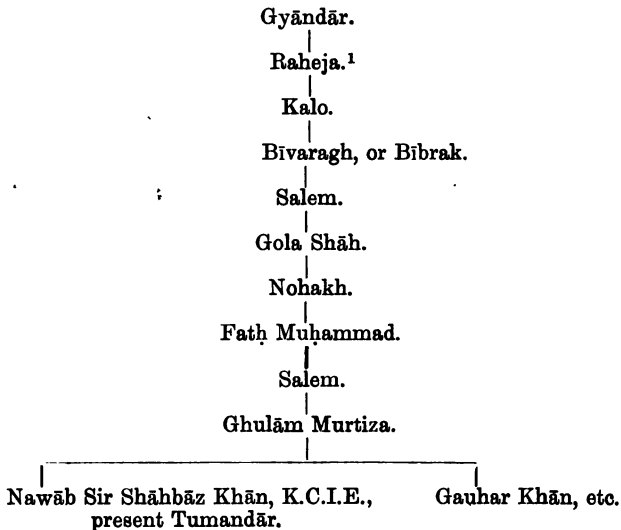 Gyāndār.
Raheja.¹
Kalo.
Bīvaragh, or Bībrak.
Salem.
Gola Shāh.
Nohakh.
Fatḥ Muḥammad.
Salem.
Ghulām Murtiza.
Nawāb Sir Shāhbāz Khān, K.C.I.E., Gauhar Khān, etc.
present Tumandār.